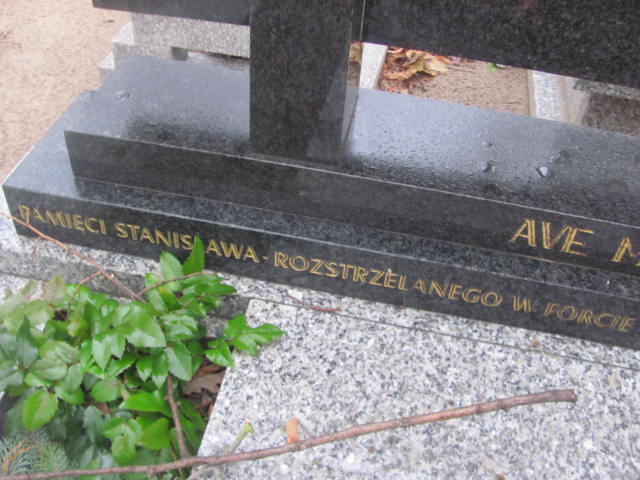 AVE M
PAMIĘCI STANISŁAWA - ROZSTRZELANEGO W FORCIE